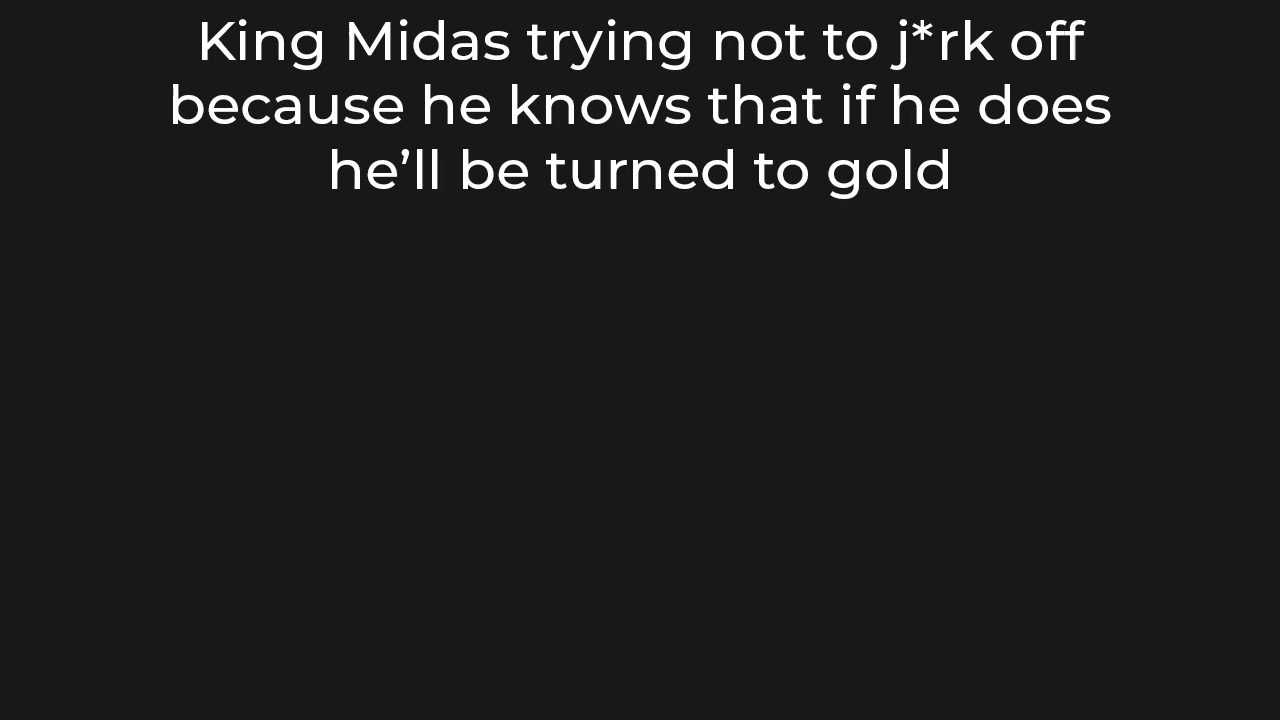 King Midas trying not to j*rk off
because he knows that if he does
he’ll be turned to gold